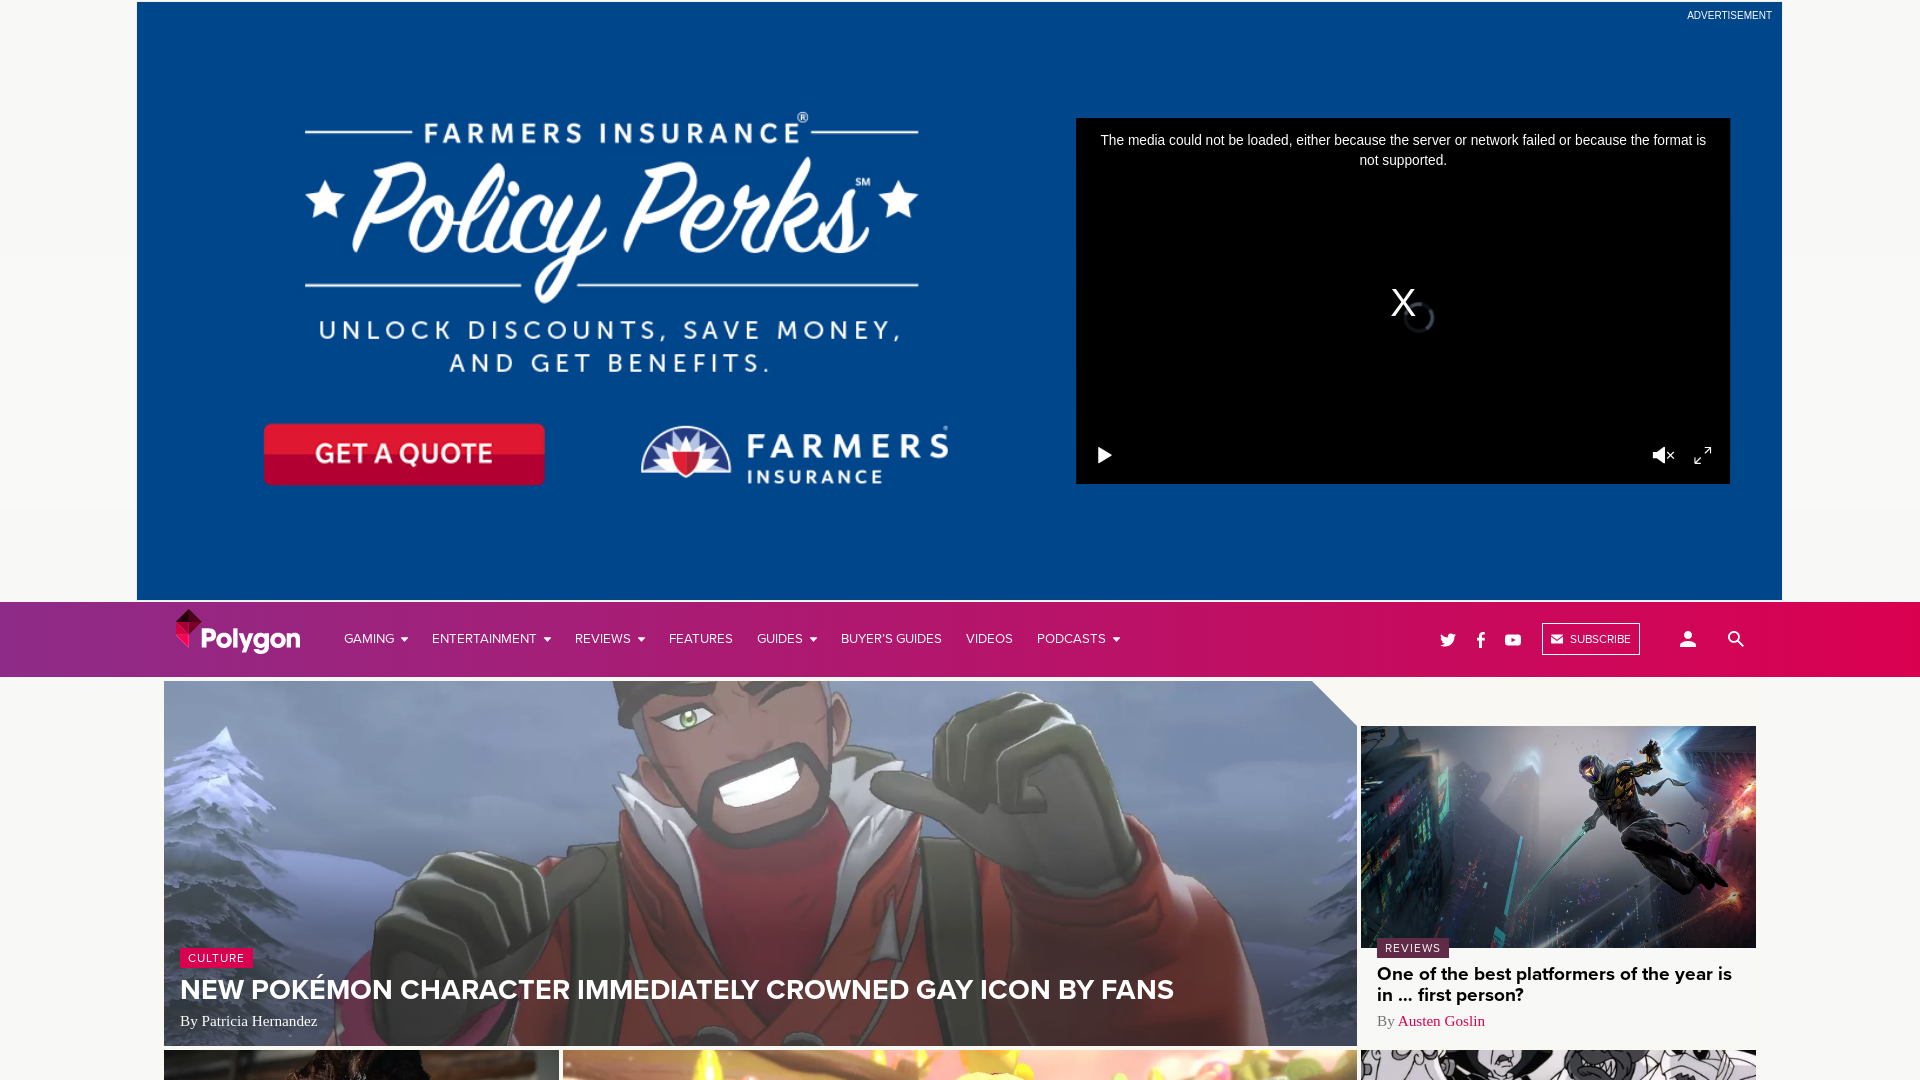 ADVERTISEMENT
FARMERS INSURANCE®
Policy Perks℠
UNLOCK DISCOUNTS, SAVE MONEY,
AND GET BENEFITS.
GET A QUOTE
FARMERS®
INSURANCE
The media could not be loaded, either because the server or network failed or because the format is
not supported.
X
Polygon
GAMING
ENTERTAINMENT
REVIEWS
FEATURES
GUIDES
BUYER'S GUIDES
VIDEOS
PODCASTS
SUBSCRIBE
CULTURE
NEW POKÉMON CHARACTER IMMEDIATELY CROWNED GAY ICON BY FANS
By Patricia Hernandez
REVIEWS
One of the best platformers of the year is
in ... first person?
By Austen Goslin